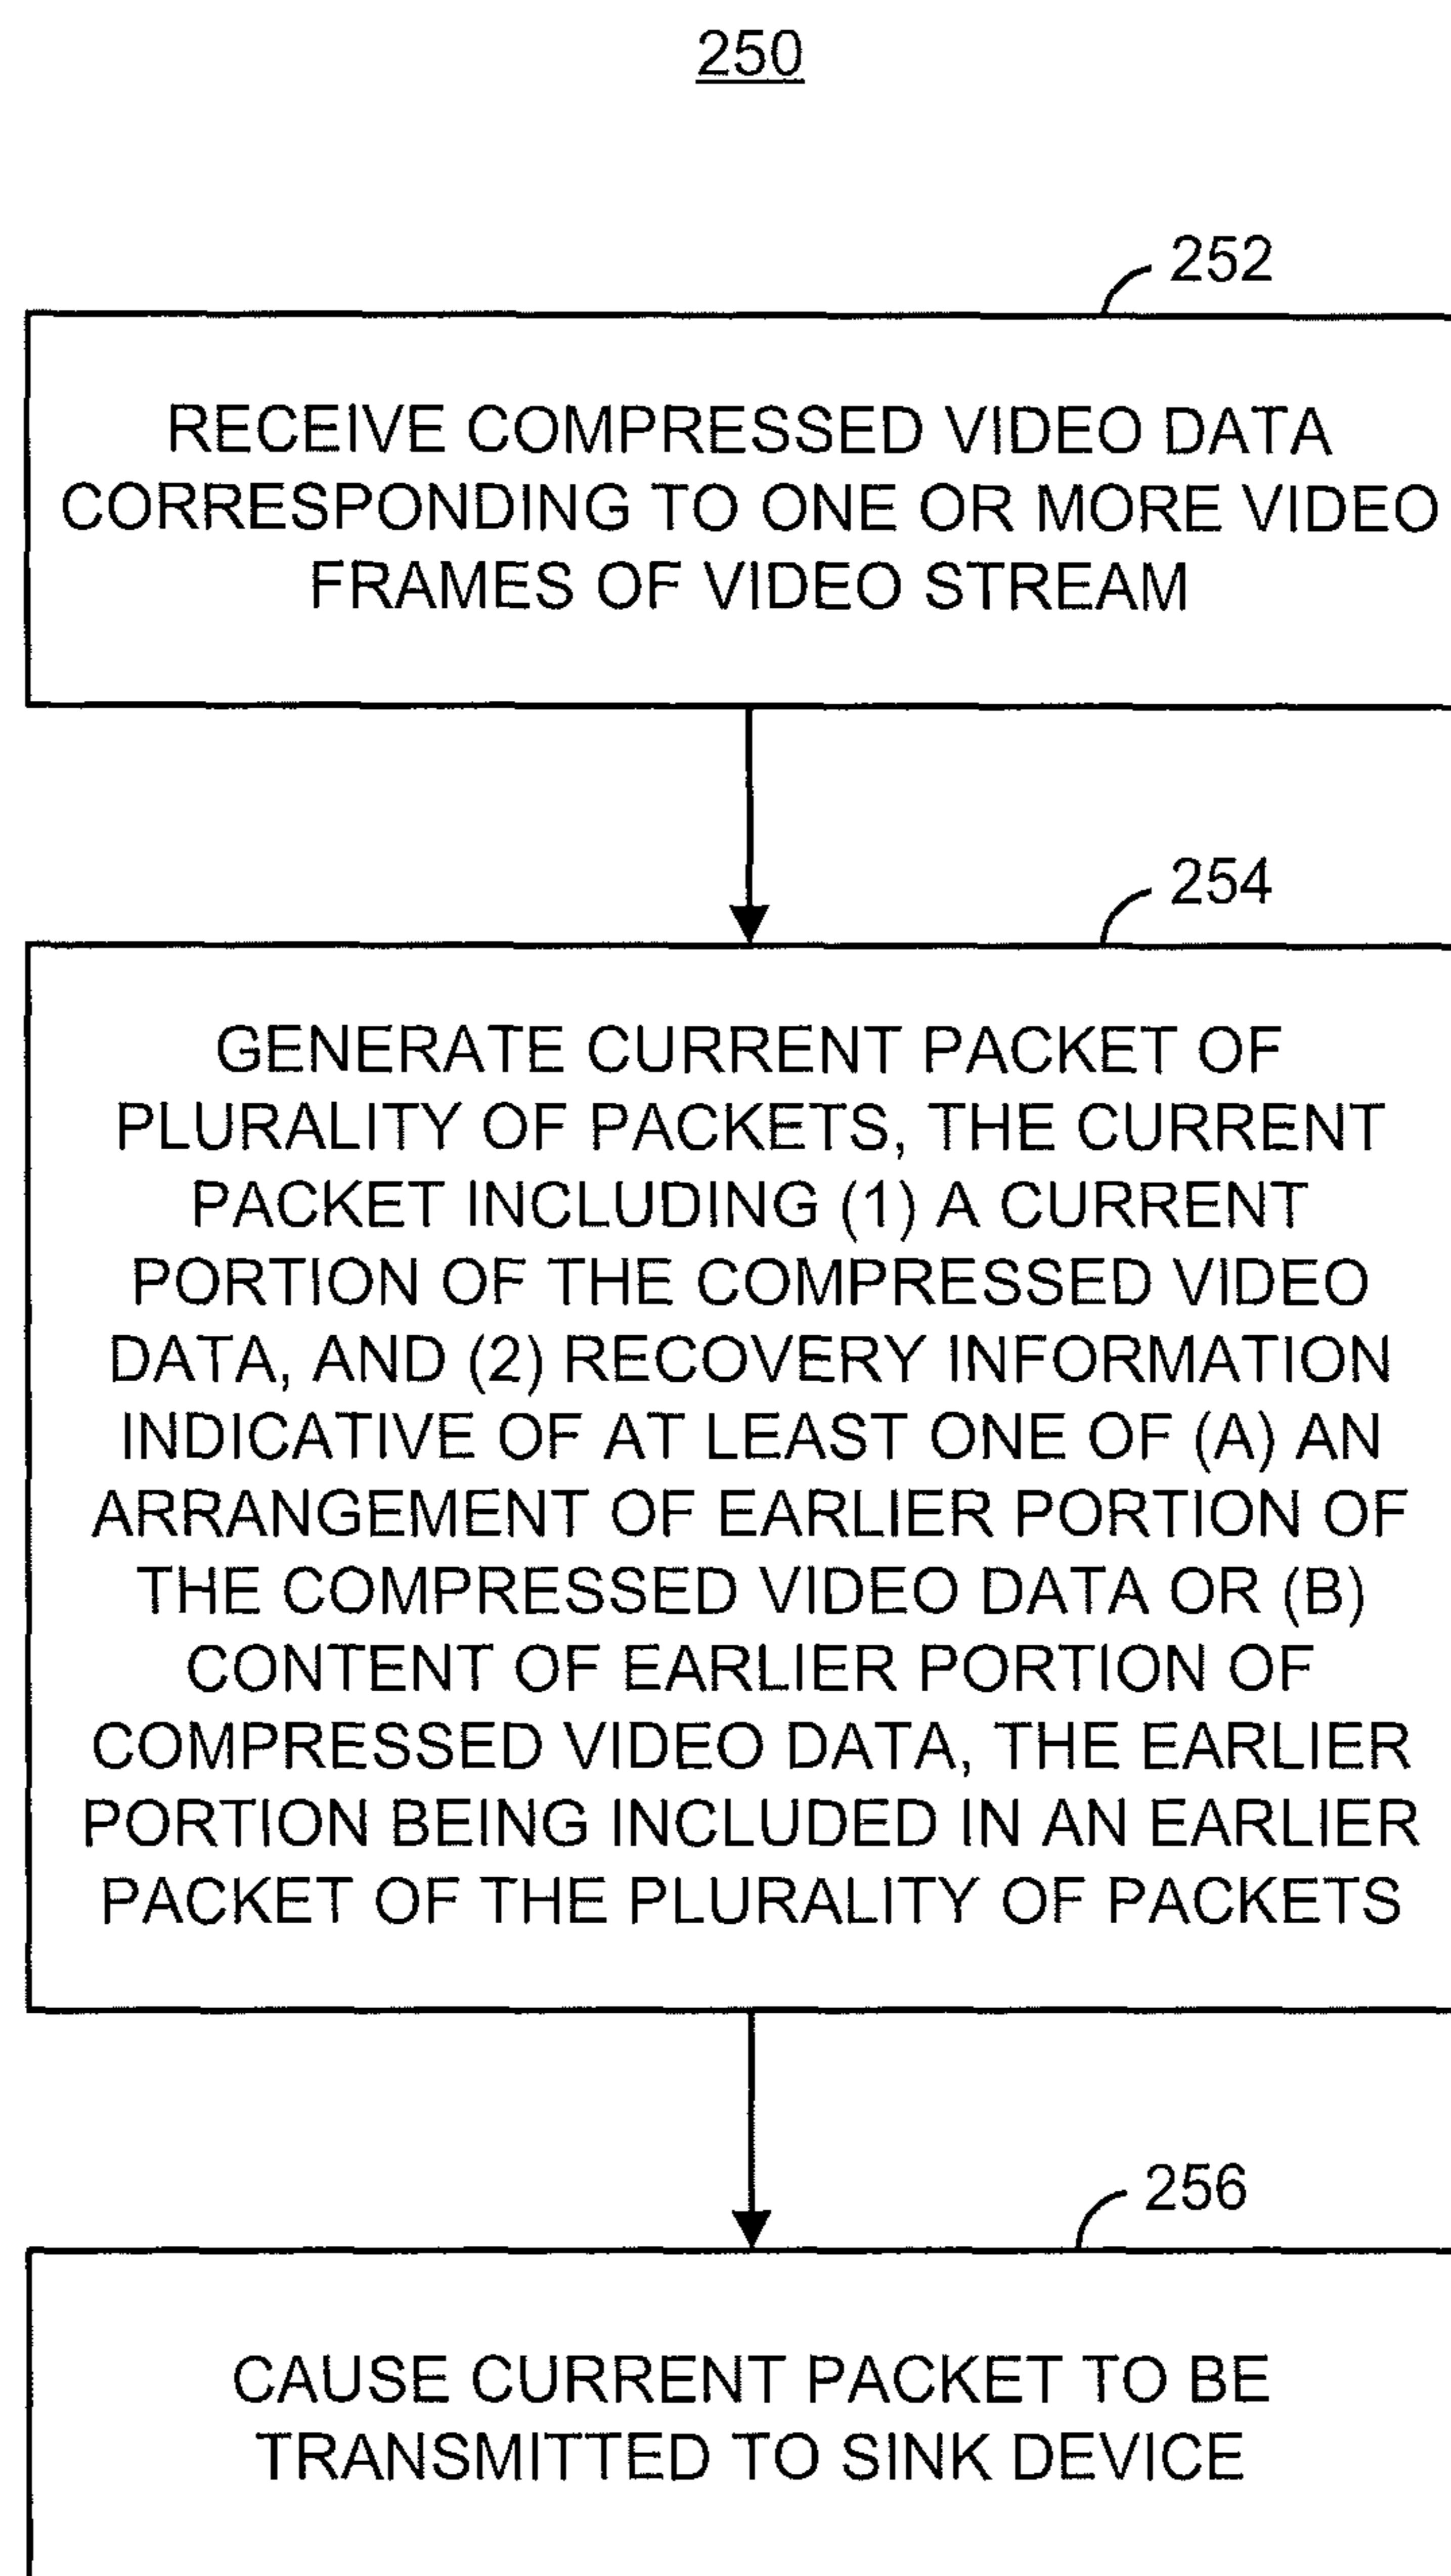 250
252
RECEIVE COMPRESSED VIDEO DATA
CORRESPONDING TO ONE OR MORE VIDEO
FRAMES OF VIDEO STREAM
254
GENERATE CURRENT PACKET OF
PLURALITY OF PACKETS, THE CURRENT
PACKET INCLUDING (1) A CURRENT
PORTION OF THE COMPRESSED VIDEO
DATA, AND (2) RECOVERY INFORMATION
INDICATIVE OF AT LEAST ONE OF (A) AN
ARRANGEMENT OF EARLIER PORTION OF
THE COMPRESSED VIDEO DATA OR (B)
CONTENT OF EARLIER PORTION OF
COMPRESSED VIDEO DATA, THE EARLIER
PORTION BEING INCLUDED IN AN EARLIER
PACKET OF THE PLURALITY OF PACKETS
256
CAUSE CURRENT PACKET TO BE
TRANSMITTED TO SINK DEVICE